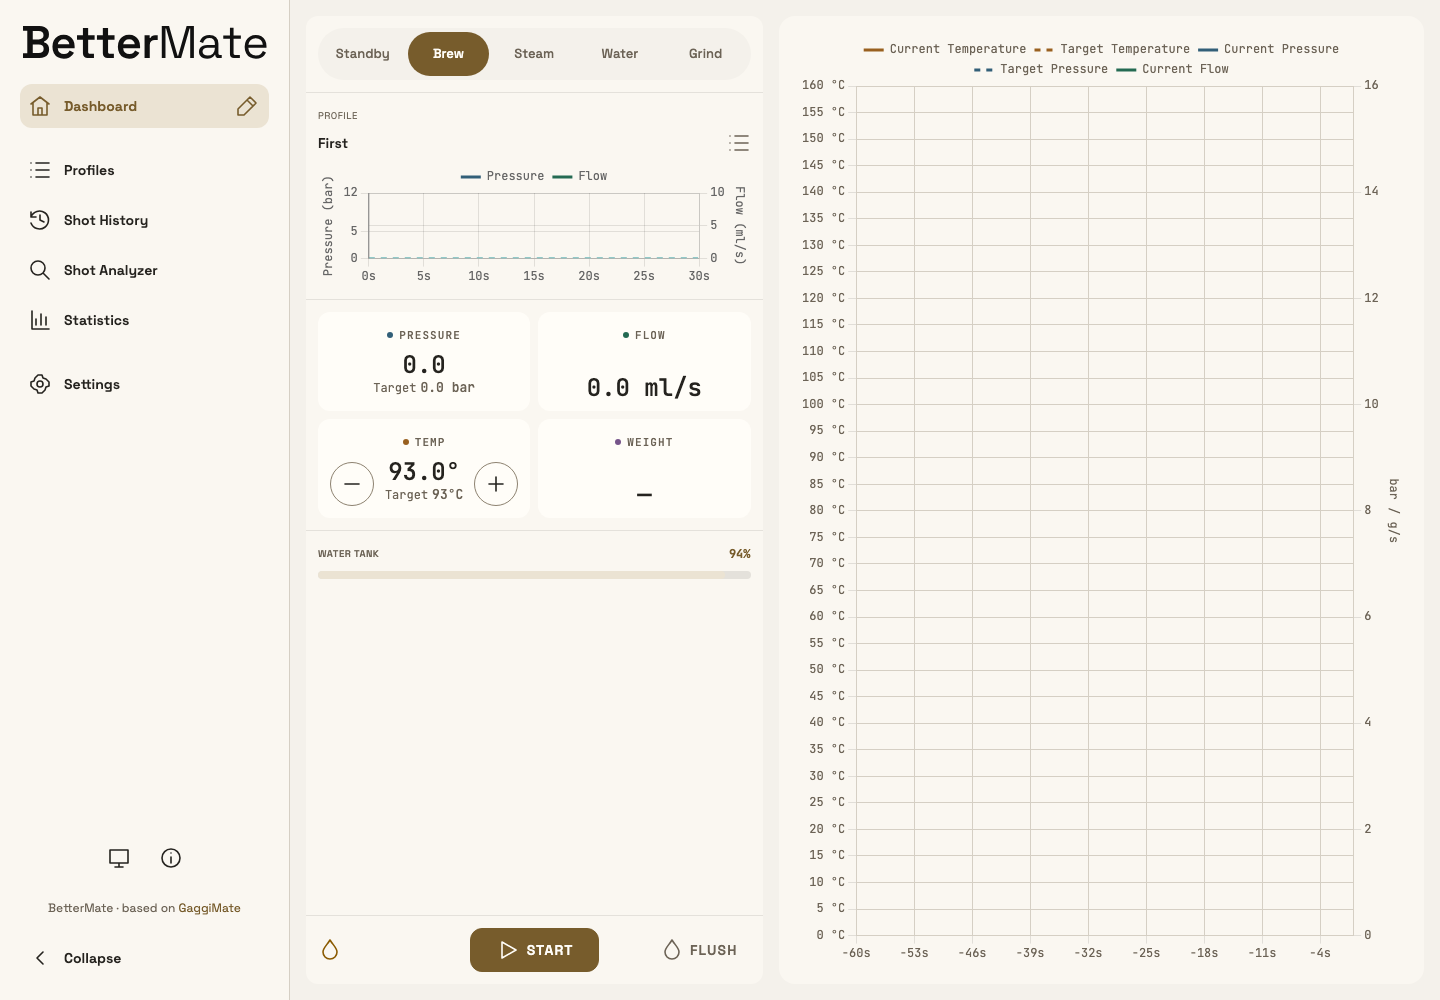 BetterMate
Dashboard
Profiles
Shot History
Shot Analyzer
Statistics
Settings
BetterMate · based on GaggiMate
Collapse
Standby Brew Steam Water Grind
PROFILE
First
Pressure Flow
Pressure (bar)
12
5
0
10
5
0
Flow (ml/s)
0s 5s 10s 15s 20s 25s 30s
PRESSURE
0.0
Target 0.0 bar
FLOW
0.0 ml/s
TEMP
93.0°
Target 93°C
WEIGHT
–
WATER TANK 94%
START
FLUSH
Current Temperature Target Temperature Current Pressure
Target Pressure Current Flow
160 °C
155 °C
150 °C
145 °C
140 °C
135 °C
130 °C
125 °C
120 °C
115 °C
110 °C
105 °C
100 °C
95 °C
90 °C
85 °C
80 °C
75 °C
70 °C
65 °C
60 °C
55 °C
50 °C
45 °C
40 °C
35 °C
30 °C
25 °C
20 °C
15 °C
10 °C
5 °C
0 °C
16
14
12
10
8
6
4
2
0
bar / g/s
-60s -53s -46s -39s -32s -25s -18s -11s -4s